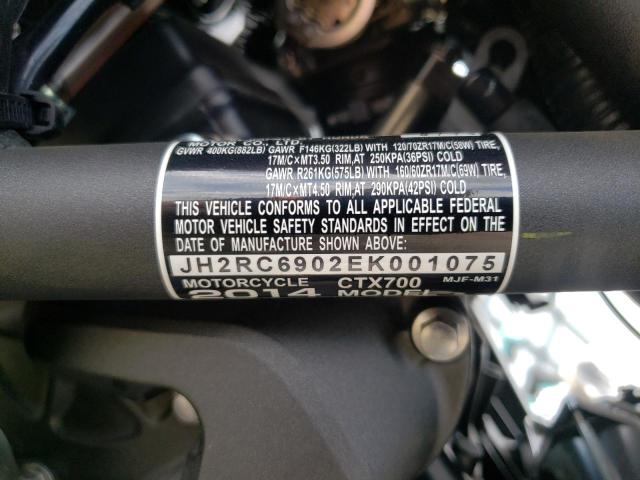 MOTOR CO., LTD.
GVWR 400KG(882LB) GAWR F146KG(322LB) WITH 120/70ZR17M/C(58W) TIRE,
17M/C×MT3.50 RIM,AT 250KPA(36PSI) COLD
GAWR R261KG(575LB) WITH 160/60ZR17M/C(69W) TIRE,
17M/C×MT4.50 RIM,AT 290KPA(42PSI) COLD
THIS VEHICLE CONFORMS TO ALL APPLICABLE FEDERAL
MOTOR VEHICLE SAFETY STANDARDS IN EFFECT ON THE
DATE OF MANUFACTURE SHOWN ABOVE:
JH2RC6902EK001075
MOTORCYCLE CTX700 MJF-M31
2014 MODEL